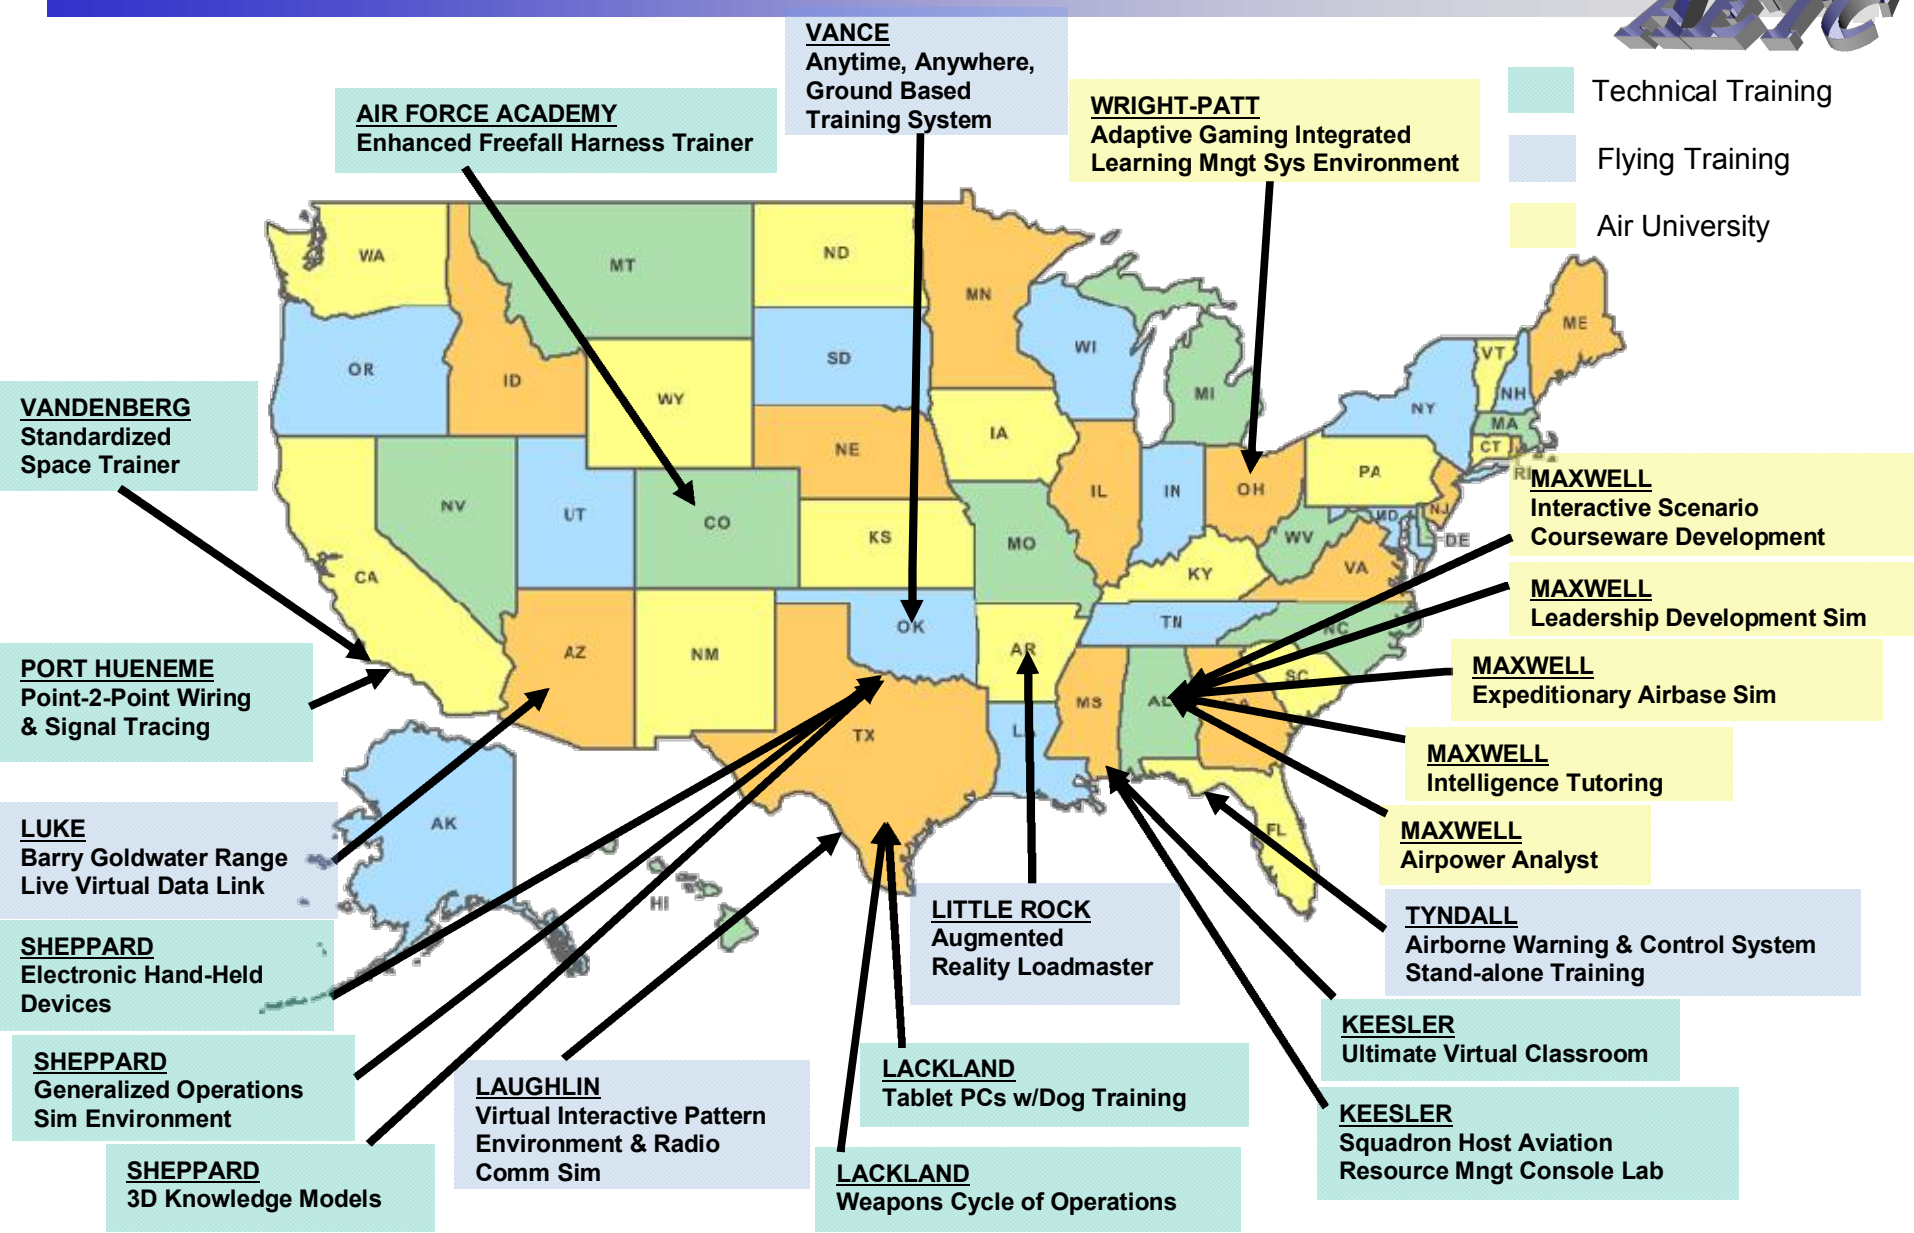 AETC
VANCE
Anytime, Anywhere,
Ground Based
Training System
AIR FORCE ACADEMY
Enhanced Freefall Harness Trainer
WRIGHT-PATT
Adaptive Gaming Integrated
Learning Mngt Sys Environment
Technical Training
Flying Training
Air University
VANDENBERG
Standardized
Space Trainer
PORT HUENEME
Point-2-Point Wiring
& Signal Tracing
LUKE
Barry Goldwater Range
Live Virtual Data Link
SHEPPARD
Electronic Hand-Held
Devices
SHEPPARD
Generalized Operations
Sim Environment
SHEPPARD
3D Knowledge Models
LAUGHLIN
Virtual Interactive Pattern
Environment & Radio
Comm Sim
LACKLAND
Weapons Cycle of Operations
LACKLAND
Tablet PCs w/Dog Training
LITTLE ROCK
Augmented
Reality Loadmaster
MAXWELL
Interactive Scenario
Courseware Development
MAXWELL
Leadership Development Sim
MAXWELL
Expeditionary Airbase Sim
MAXWELL
Intelligence Tutoring
MAXWELL
Airpower Analyst
TYNDALL
Airborne Warning & Control System
Stand-alone Training
KEESLER
Ultimate Virtual Classroom
KEESLER
Squadron Host Aviation
Resource Mngt Console Lab
WA
MT
ND
MN
OR
ID
SD
WI
MI
VT
ME
NH
NY
MA
CT
RI
WY
IA
NE
PA
NV
UT
CO
IL
IN
OH
NJ
MD
DE
KS
MO
WV
VA
CA
KY
AZ
NM
OK
AR
TN
NC
SC
TX
LA
MS
AL
GA
FL
AK
HI